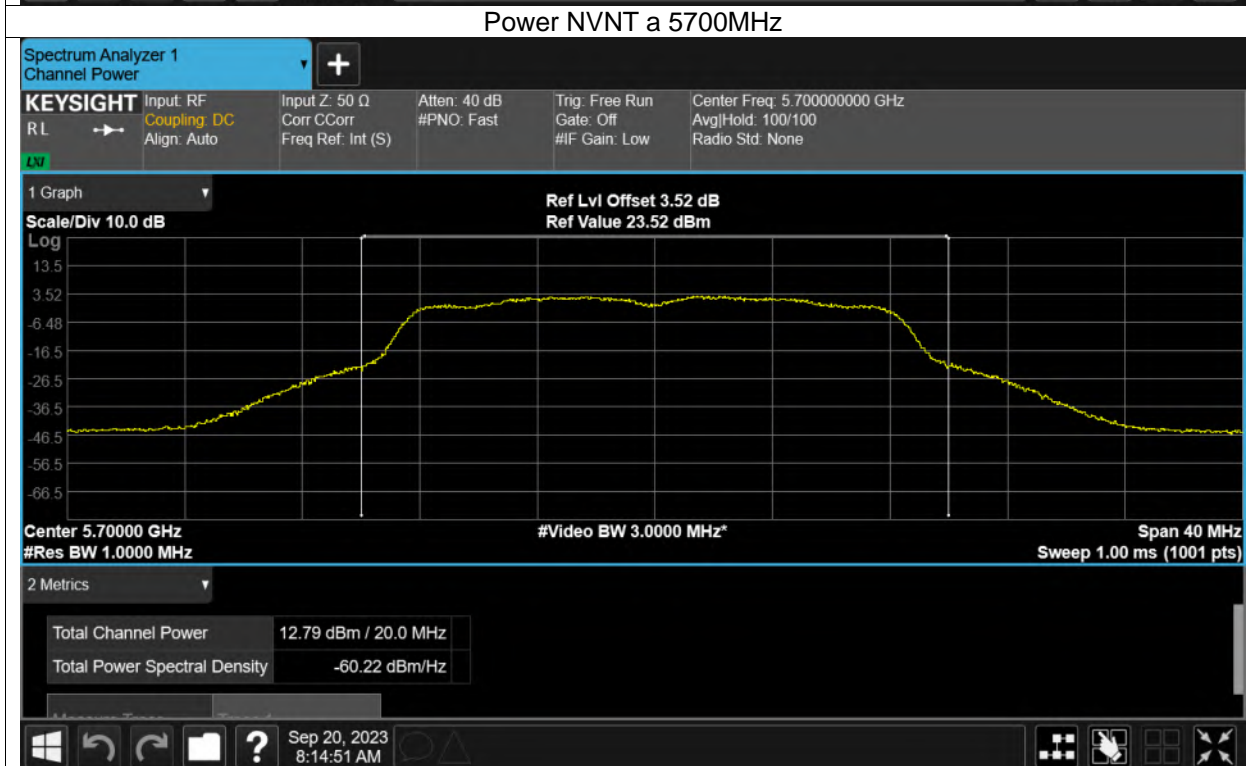 Power NVNT a 5700MHz
Spectrum Analyzer 1
Channel Power
+
KEYSIGHT
RL
LXI
Input: RF
Coupling: DC
Align: Auto
Input Z: 50 Ω
Corr CCorr
Freq Ref: Int (S)
Atten: 40 dB
#PNO: Fast
Trig: Free Run
Gate: Off
#IF Gain: Low
Center Freq: 5.700000000 GHz
Avg|Hold: 100/100
Radio Std: None
1 Graph
Scale/Div 10.0 dB
Ref Lvl Offset 3.52 dB
Ref Value 23.52 dBm
Log
13.5
3.52
-6.48
-16.5
-26.5
-36.5
-46.5
-56.5
-66.5
Center 5.70000 GHz
#Video BW 3.0000 MHz*
Span 40 MHz
#Res BW 1.0000 MHz
Sweep 1.00 ms (1001 pts)
2 Metrics
Total Channel Power 12.79 dBm / 20.0 MHz
Total Power Spectral Density -60.22 dBm/Hz
?
Sep 20, 2023
8:14:51 AM